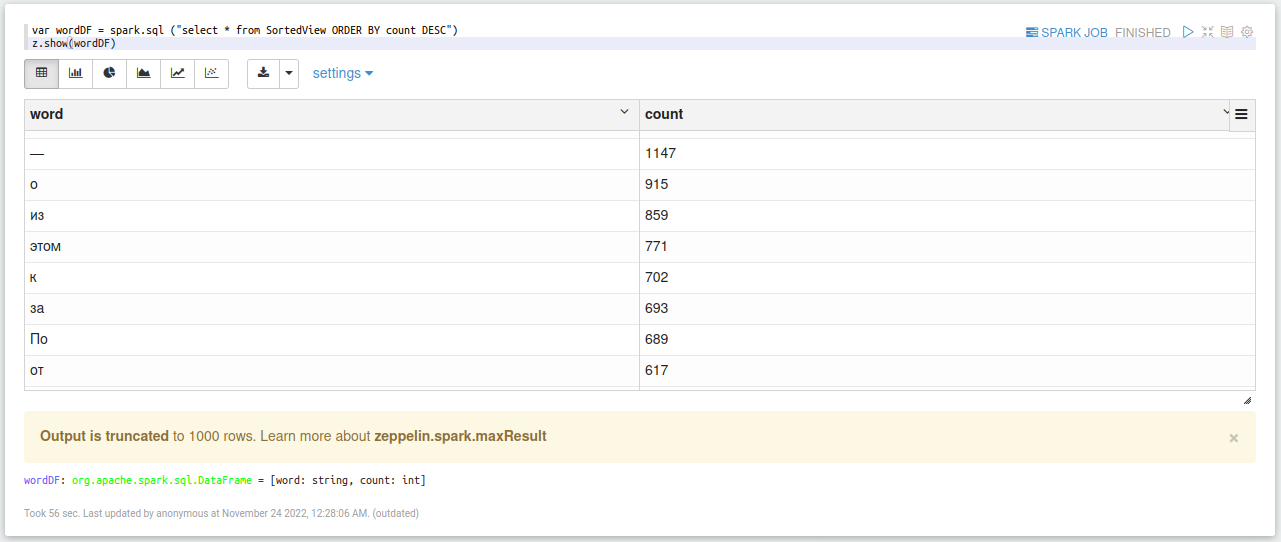 var wordDF = spark.sql ("select * from SortedView ORDER BY count DESC")
z.show(wordDF)
SPARK JOB FINISHED
settings
word count
— 1147
о 915
из 859
этом 771
к 702
за 693
По 689
от 617
Output is truncated to 1000 rows. Learn more about zeppelin.spark.maxResult ×
wordDF: org.apache.spark.sql.DataFrame = [word: string, count: int]
Took 56 sec. Last updated by anonymous at November 24 2022, 12:28:06 AM. (outdated)